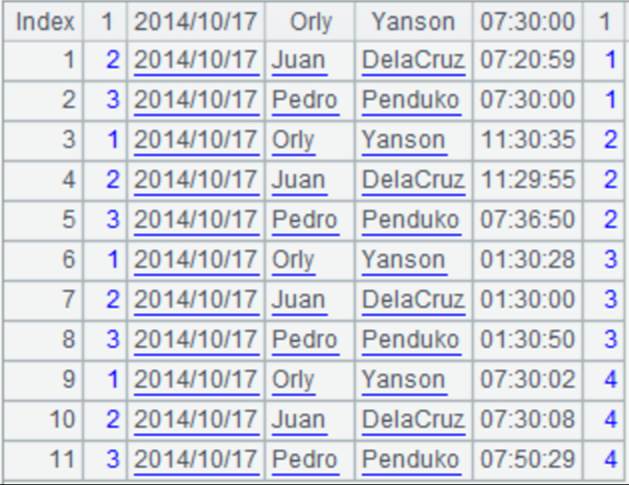 Index 1 2014/10/17 Orly Yanson 07:30:00 1
1 2 2014/10/17 Juan DelaCruz 07:20:59 1
2 3 2014/10/17 Pedro Penduko 07:30:00 1
3 1 2014/10/17 Orly Yanson 11:30:35 2
4 2 2014/10/17 Juan DelaCruz 11:29:55 2
5 3 2014/10/17 Pedro Penduko 07:36:50 2
6 1 2014/10/17 Orly Yanson 01:30:28 3
7 2 2014/10/17 Juan DelaCruz 01:30:00 3
8 3 2014/10/17 Pedro Penduko 01:30:50 3
9 1 2014/10/17 Orly Yanson 07:30:02 4
10 2 2014/10/17 Juan DelaCruz 07:30:08 4
11 3 2014/10/17 Pedro Penduko 07:50:29 4